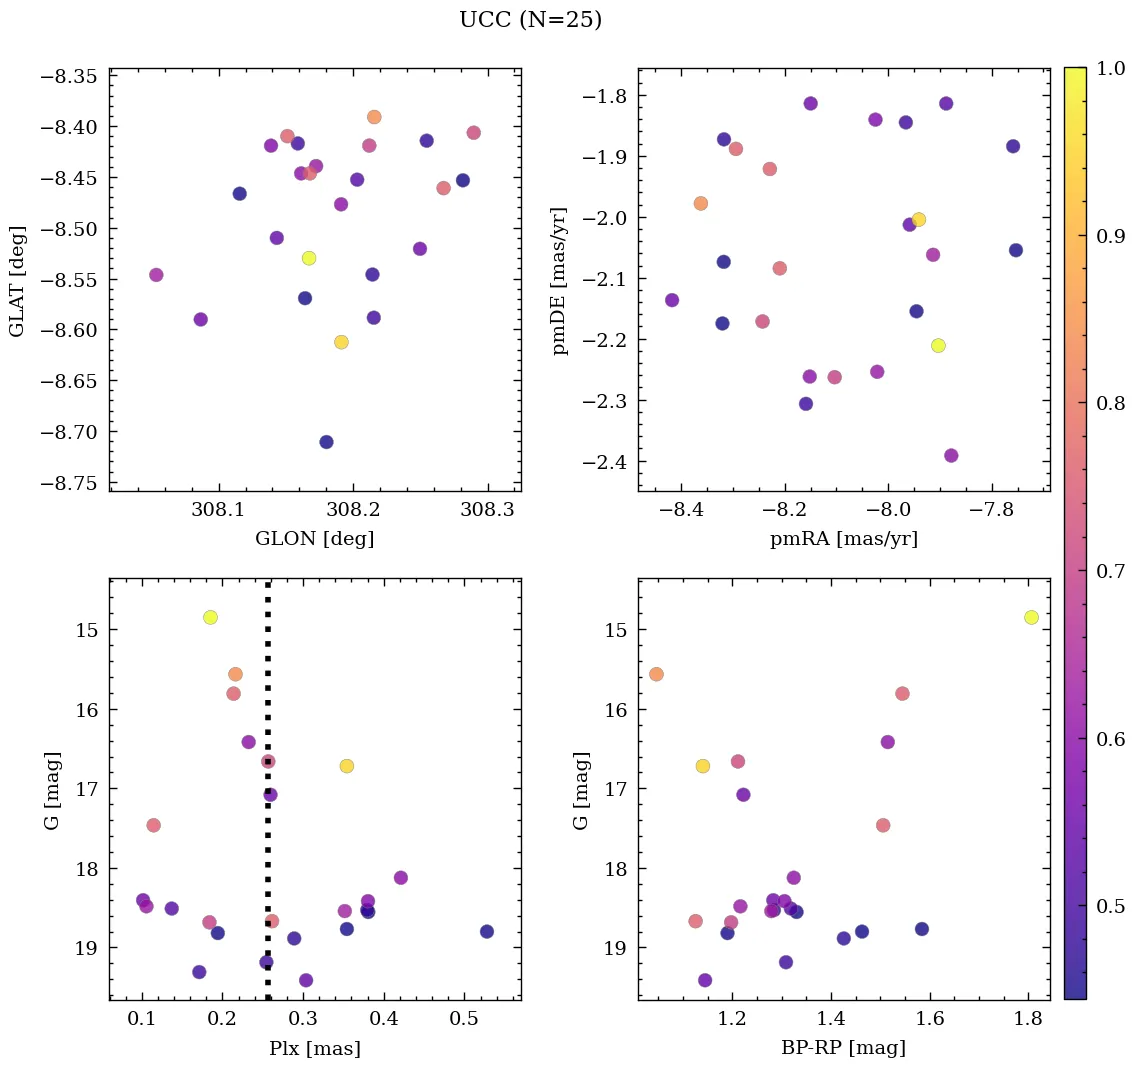 UCC (N=25)
−8.35
−8.40
−8.45
−8.50
−8.55
−8.60
−8.65
−8.70
−8.75
GLAT [deg]
308.1 308.2 308.3
GLON [deg]
−1.8
−1.9
−2.0
−2.1
−2.2
−2.3
−2.4
pmDE [mas/yr]
−8.4 −8.2 −8.0 −7.8
pmRA [mas/yr]
1.0
0.9
0.8
0.7
0.6
0.5
15
16
17
18
19
G [mag]
0.1 0.2 0.3 0.4 0.5
Plx [mas]
15
16
17
18
19
G [mag]
1.2 1.4 1.6 1.8
BP-RP [mag]